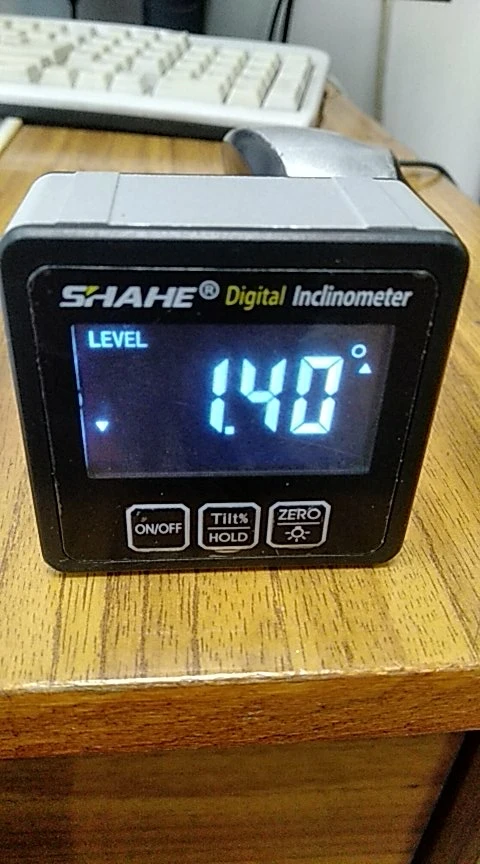 SHAHE® Digital Inclinometer
LEVEL
1.40°
ON/OFF
Tilt%
HOLD
ZERO